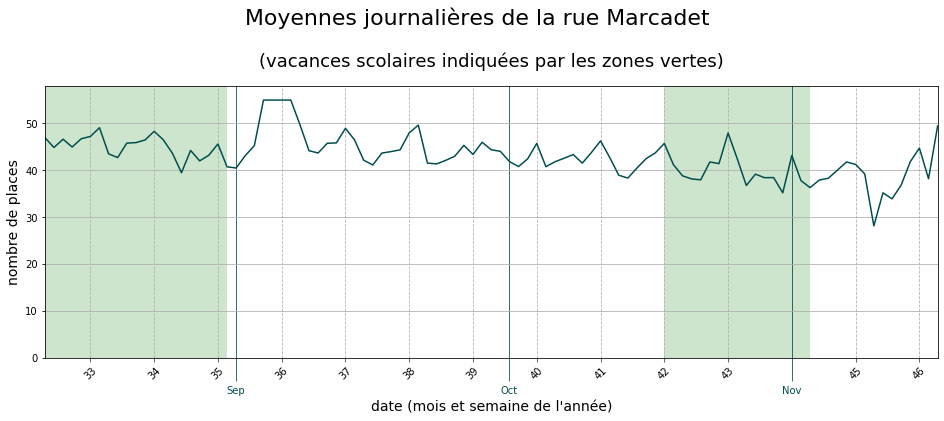 Moyennes journalières de la rue Marcadet
(vacances scolaires indiquées par les zones vertes)
nombre de places
50
40
30
20
10
0
33 34 35 36 37 38 39 40 41 42 43 45 46
Sep Oct Nov
date (mois et semaine de l'année)